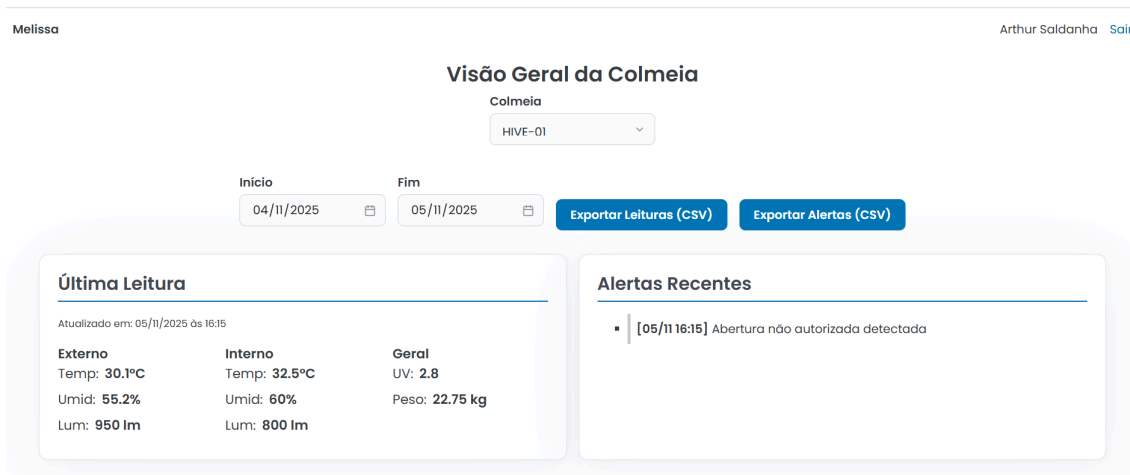 Melissa
Arthur Saldanha Sair
Visão Geral da Colmeia
Colmeia
HIVE-01
Início
Fim
04/11/2025
05/11/2025
Exportar Leituras (CSV)
Exportar Alertas (CSV)
Última Leitura
Atualizado em: 05/11/2025 às 16:15
Externo
Temp: 30.1°C
Umid: 55.2%
Lum: 950 lm
Interno
Temp: 32.5°C
Umid: 60%
Lum: 800 lm
Geral
UV: 2.8
Peso: 22.75 kg
Alertas Recentes
[05/11 16:15] Abertura não autorizada detectada